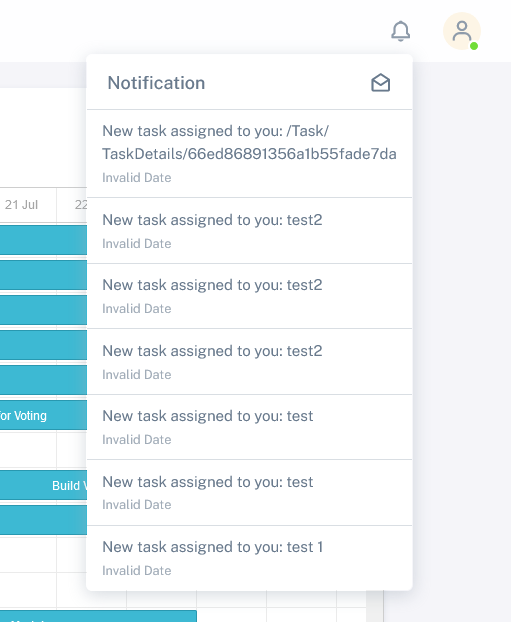 Notification
New task assigned to you: /Task/
TaskDetails/66ed86891356a1b55fade7da
Invalid Date
21 Jul
22
New task assigned to you: test2
Invalid Date
New task assigned to you: test2
Invalid Date
New task assigned to you: test2
Invalid Date
New task assigned to you: test
for Voting
Invalid Date
New task assigned to you: test
Build
Invalid Date
New task assigned to you: test 1
Invalid Date